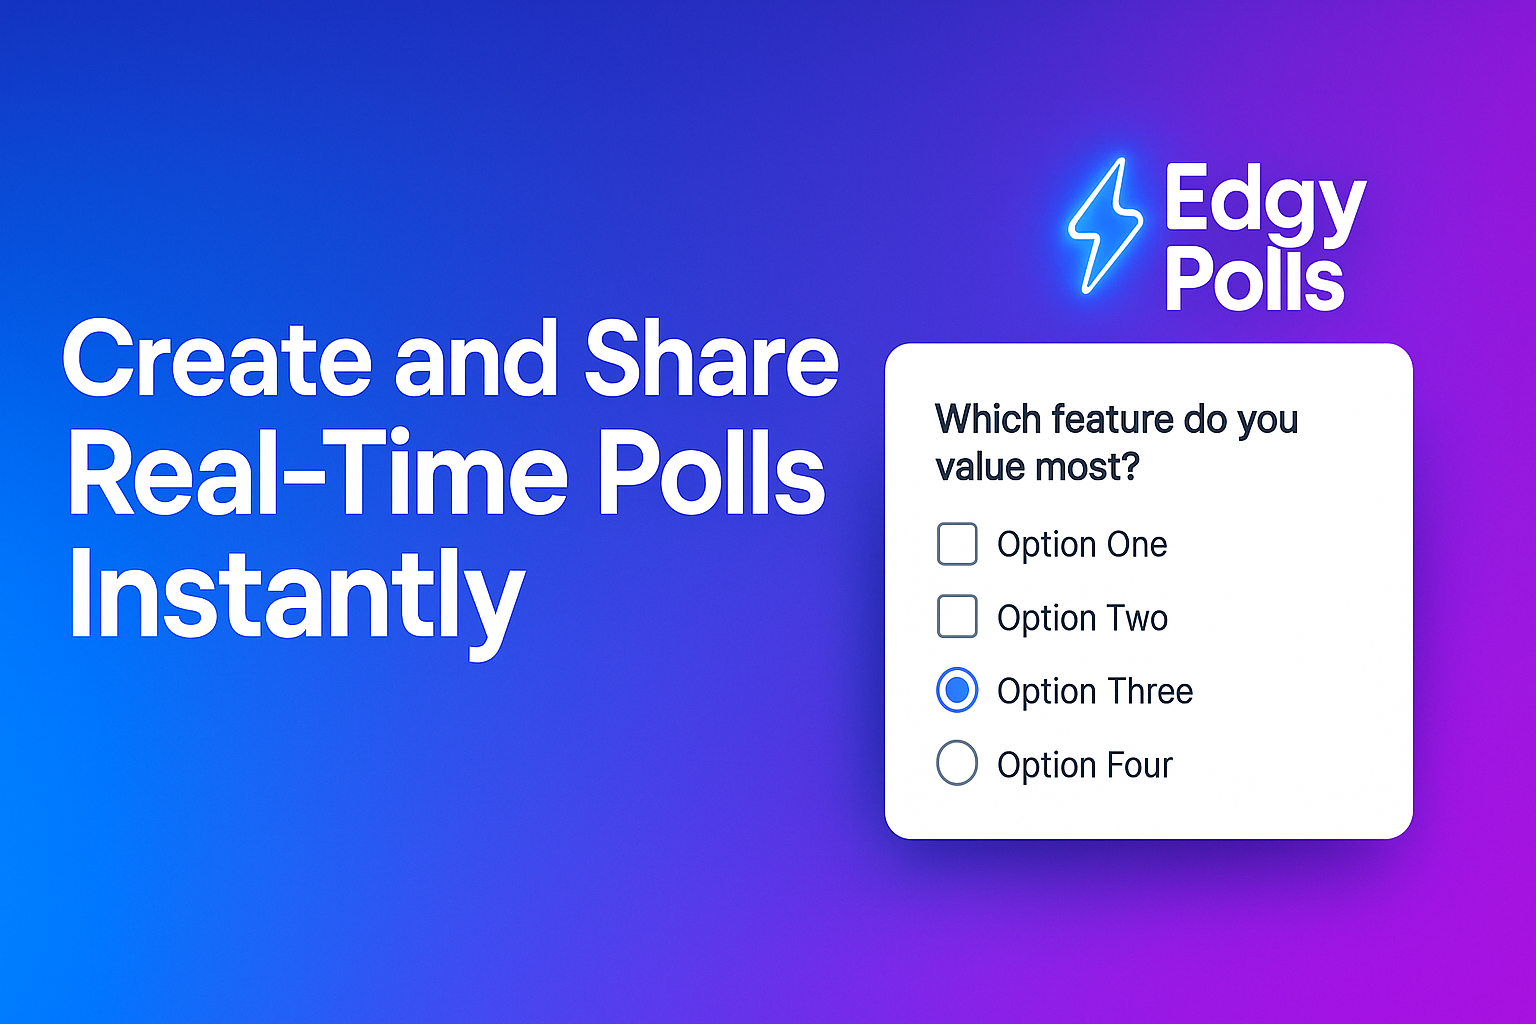 Create and Share
Real-Time Polls
Instantly
Edgy
Polls
Which feature do you
value most?
Option One
Option Two
Option Three
Option Four